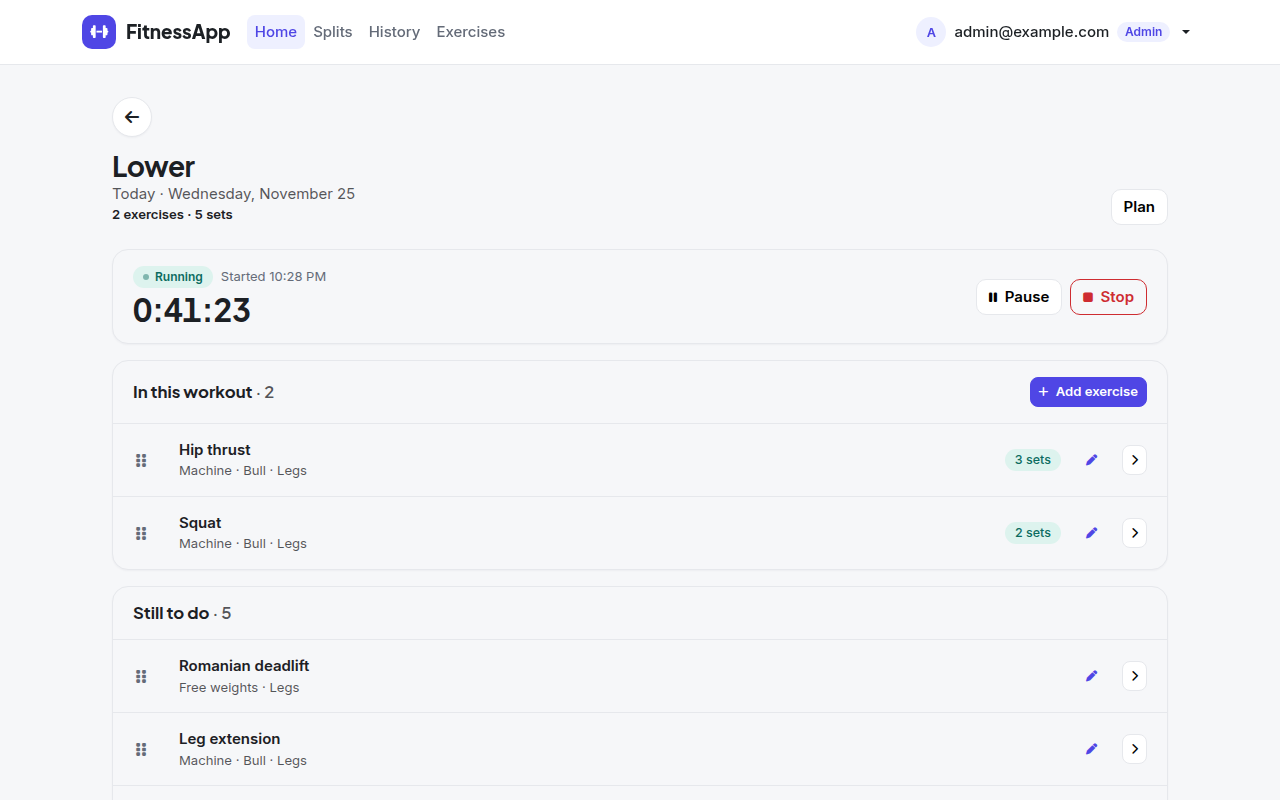 FitnessApp Home Splits History Exercises A admin@example.com Admin
Lower
Today · Wednesday, November 25
2 exercises · 5 sets
Plan
Running Started 10:28 PM
0:41:23
Pause Stop
In this workout · 2
+ Add exercise
Hip thrust
Machine · Bull · Legs
3 sets
Squat
Machine · Bull · Legs
2 sets
Still to do · 5
Romanian deadlift
Free weights · Legs
Leg extension
Machine · Bull · Legs